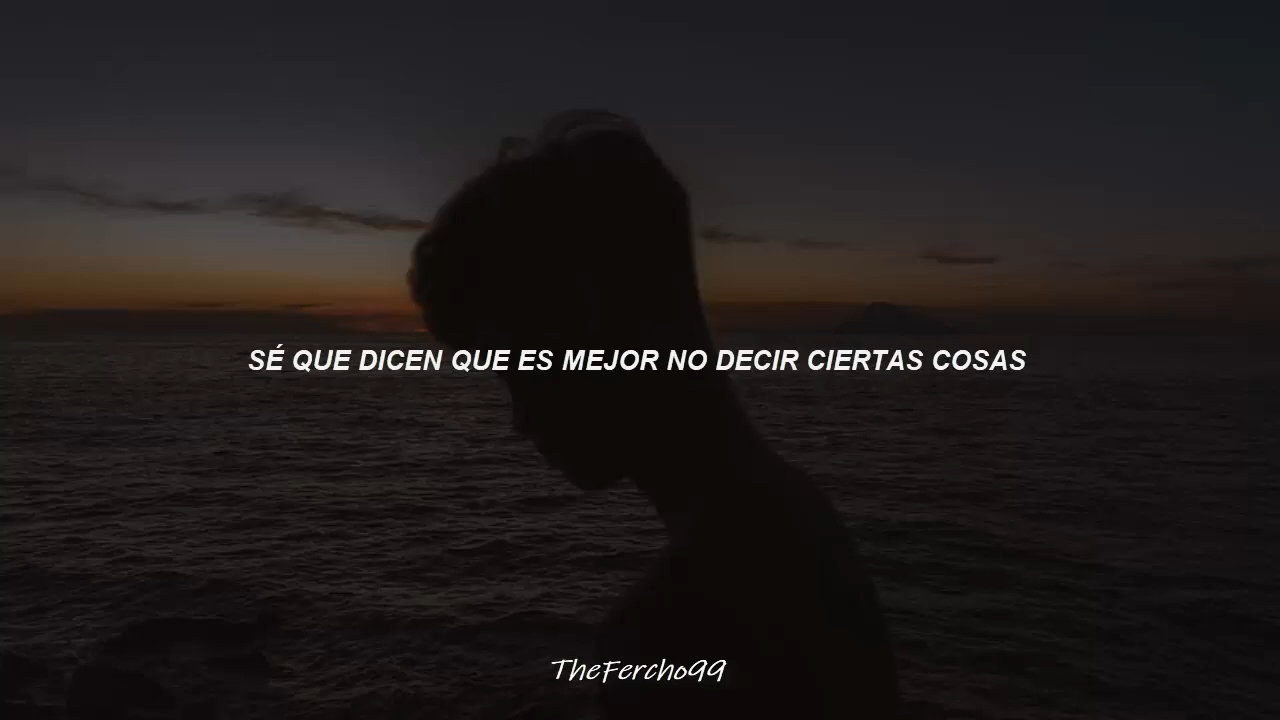 SÉ QUE DICEN QUE ES MEJOR NO DECIR CIERTAS COSAS
TheFercho99